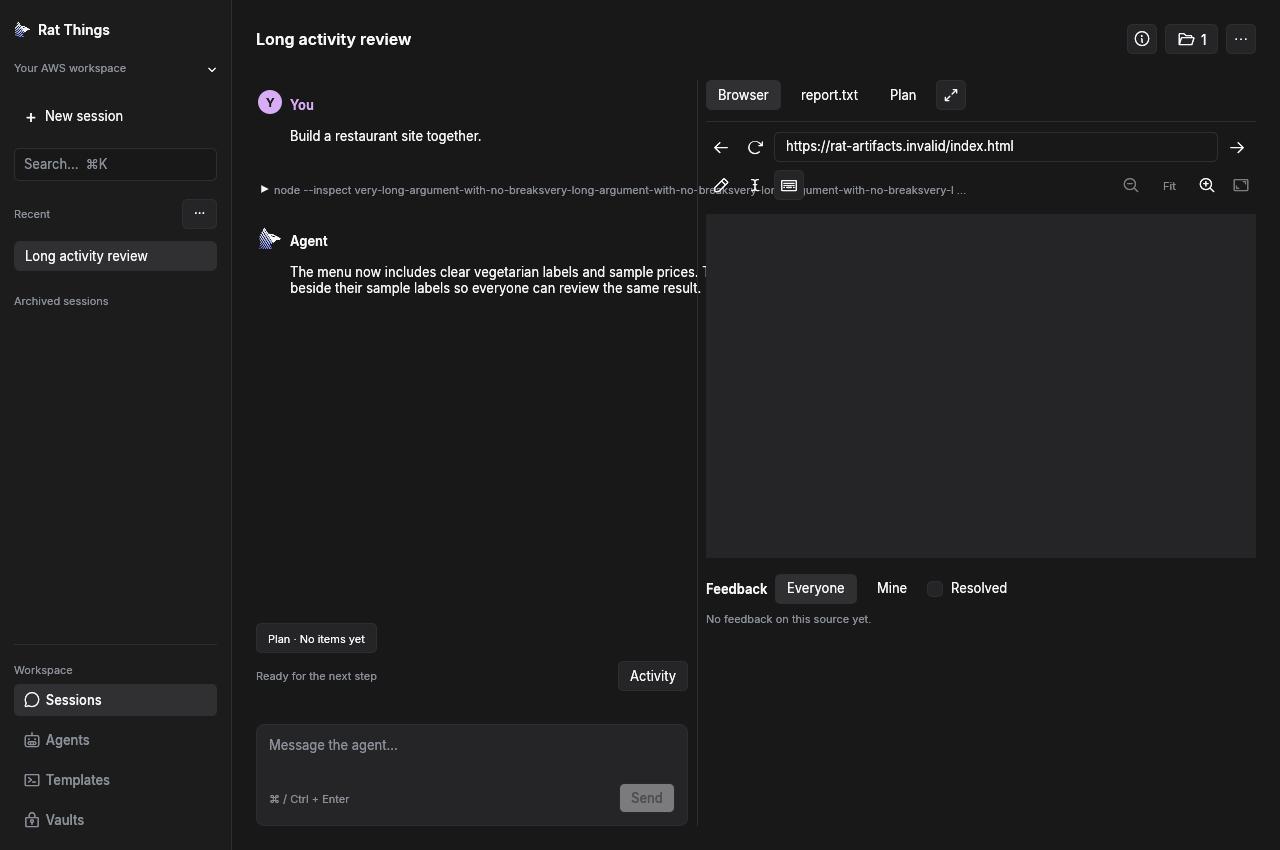 Rat Things
Your AWS workspace
+ New session
Search... ⌘K
Recent
...
Long activity review
Archived sessions
Workspace
Sessions
Agents
Templates
Vaults
Long activity review
1
...
Y You
Build a restaurant site together.
node --inspect very-long-argument-with-no-breaksvery-long-argument-with-no-breaksvery-long-argument-with-no-breaksvery-l ...
Agent
The menu now includes clear vegetarian labels and sample prices.
beside their sample labels so everyone can review the same result.
Plan · No items yet
Ready for the next step
Activity
Message the agent...
⌘ / Ctrl + Enter
Send
Browser
report.txt
Plan
https://rat-artifacts.invalid/index.html
Fit
Feedback
Everyone
Mine
Resolved
No feedback on this source yet.